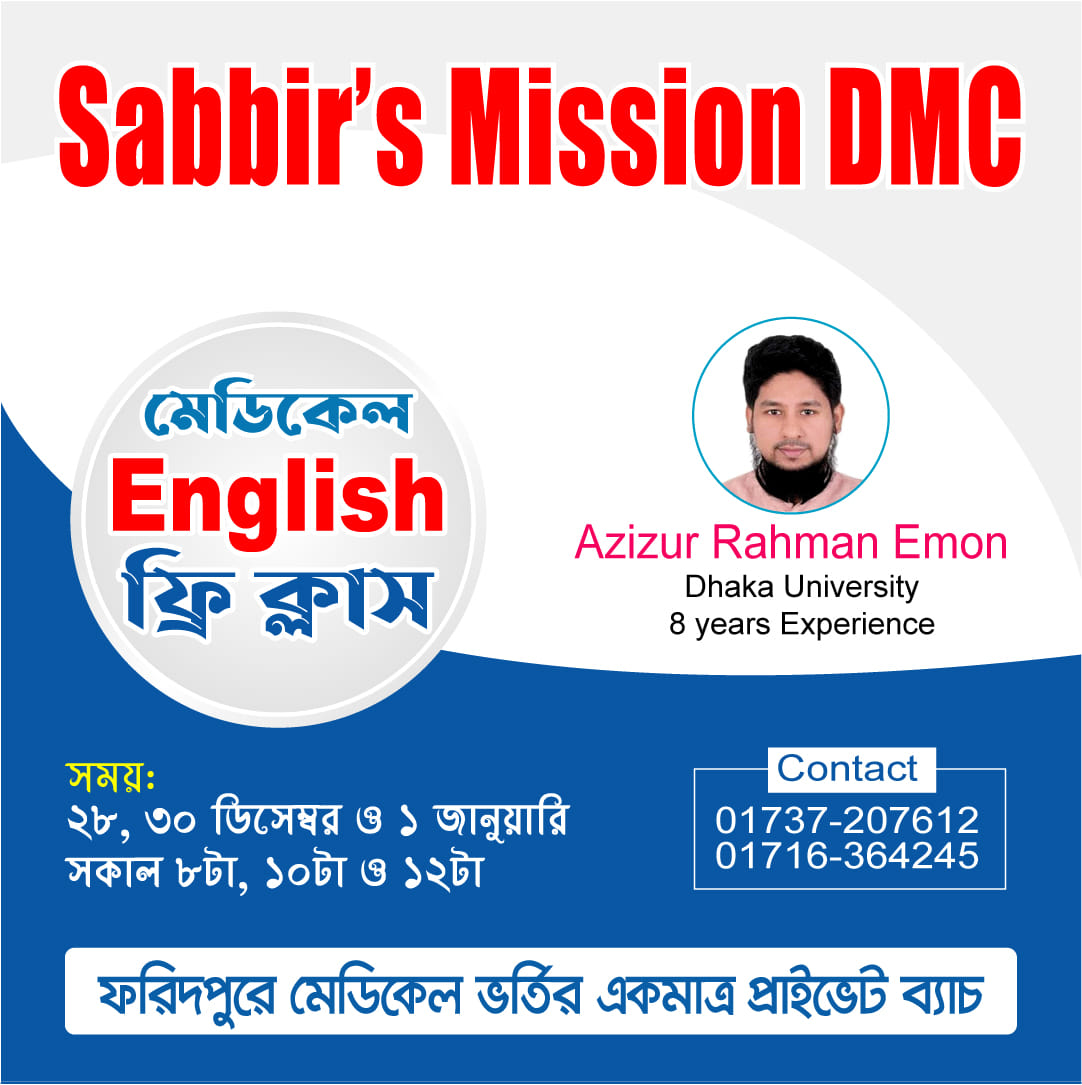 Sabbir’s Mission DMC
মেডিকেল
English
ফ্রি ক্লাস
Azizur Rahman Emon
Dhaka University
8 years Experience
সময়:
২৮, ৩০ ডিসেম্বর ও ১ জানুয়ারি
সকাল ৮টা, ১০টা ও ১২টা
Contact
01737-207612
01716-364245
ফরিদপুরে মেডিকেল ভর্তির একমাত্র প্রাইভেট ব্যাচ